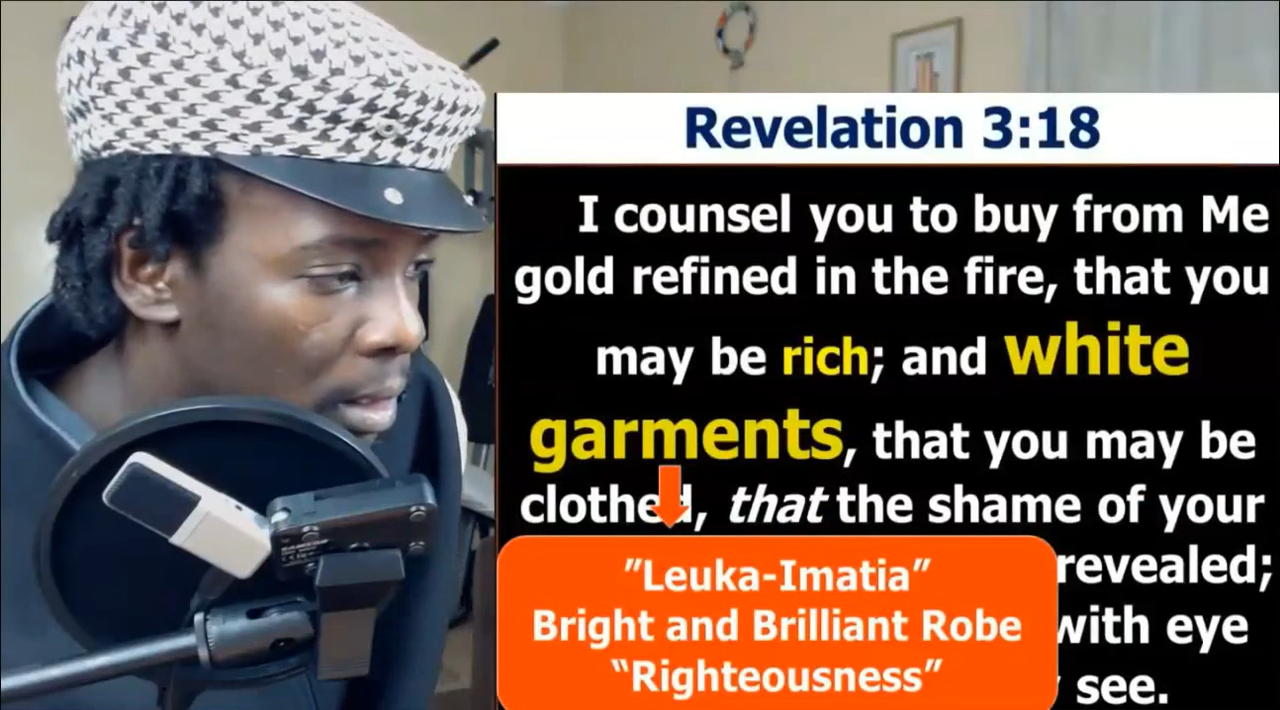 Revelation 3:18
I counsel you to buy from Me
gold refined in the fire, that you
may be rich; and white
garments, that you may be
clothed, that the shame of your
revealed;
with eye
see.
”Leuka-Imatia”
Bright and Brilliant Robe
“Righteousness”